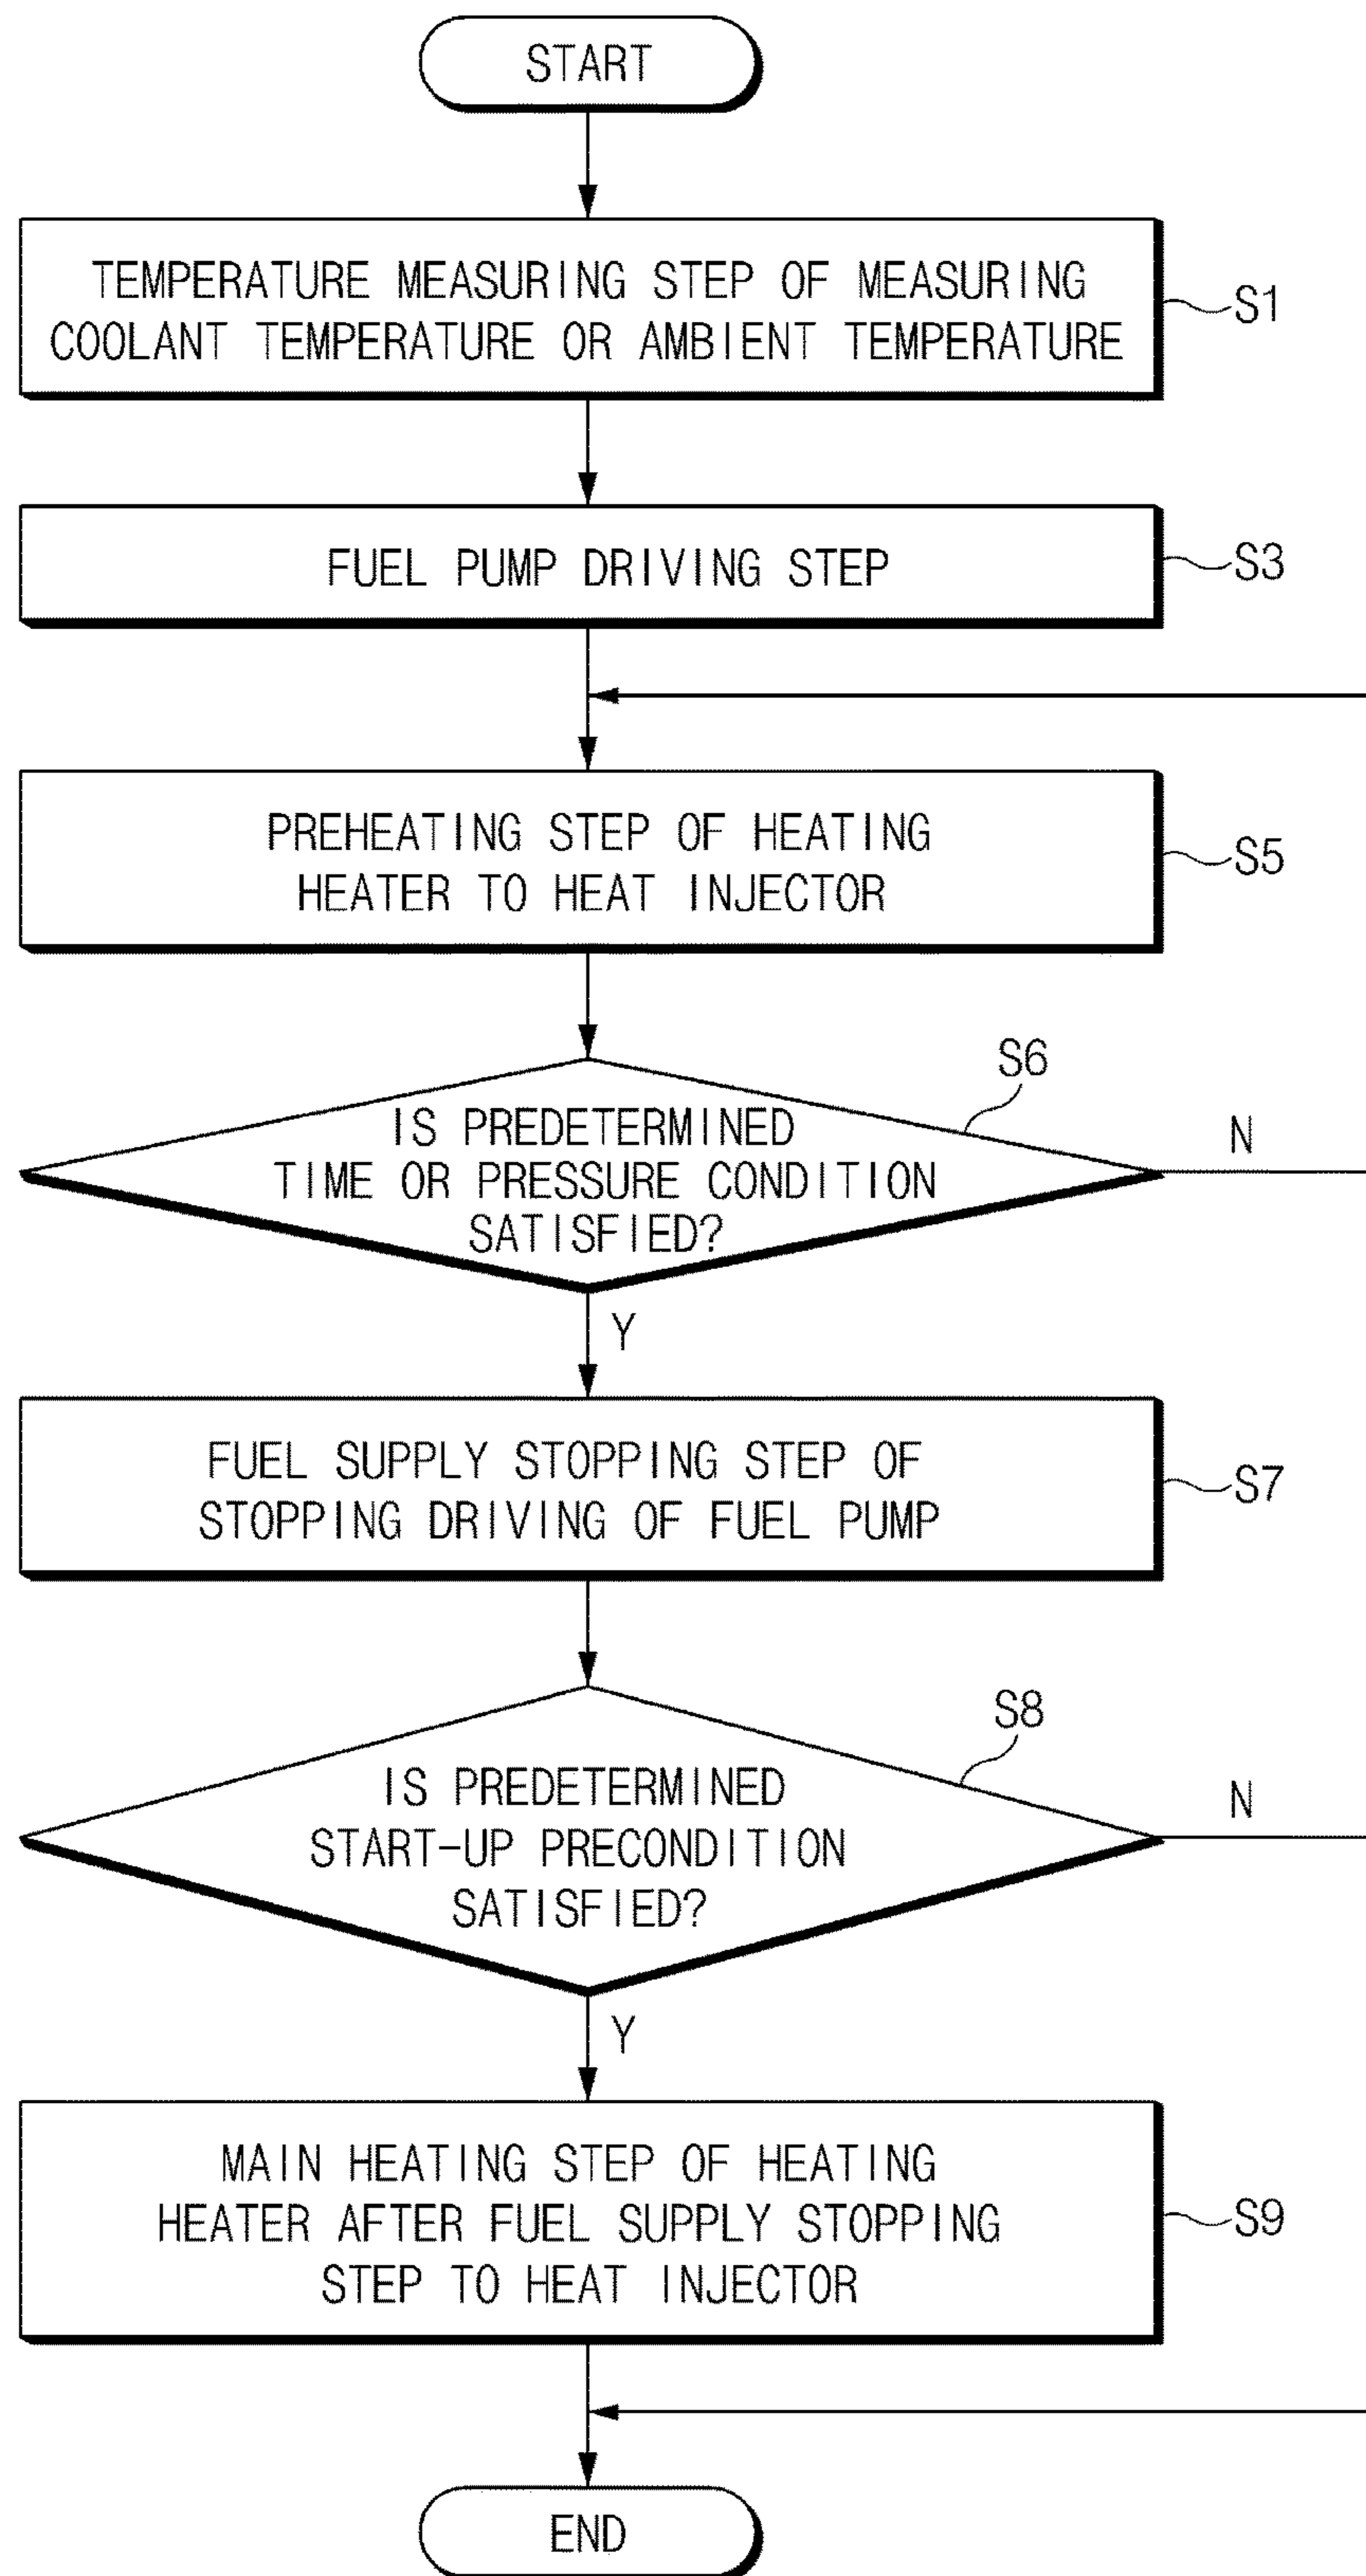 START
TEMPERATURE MEASURING STEP OF MEASURING
COOLANT TEMPERATURE OR AMBIENT TEMPERATURE
S1
FUEL PUMP DRIVING STEP
S3
PREHEATING STEP OF HEATING
HEATER TO HEAT INJECTOR
S5
S6
IS PREDETERMINED
TIME OR PRESSURE CONDITION
SATISFIED?
N
Y
FUEL SUPPLY STOPPING STEP OF
STOPPING DRIVING OF FUEL PUMP
S7
S8
IS PREDETERMINED
START-UP PRECONDITION
SATISFIED?
N
Y
MAIN HEATING STEP OF HEATING
HEATER AFTER FUEL SUPPLY STOPPING
STEP TO HEAT INJECTOR
S9
END